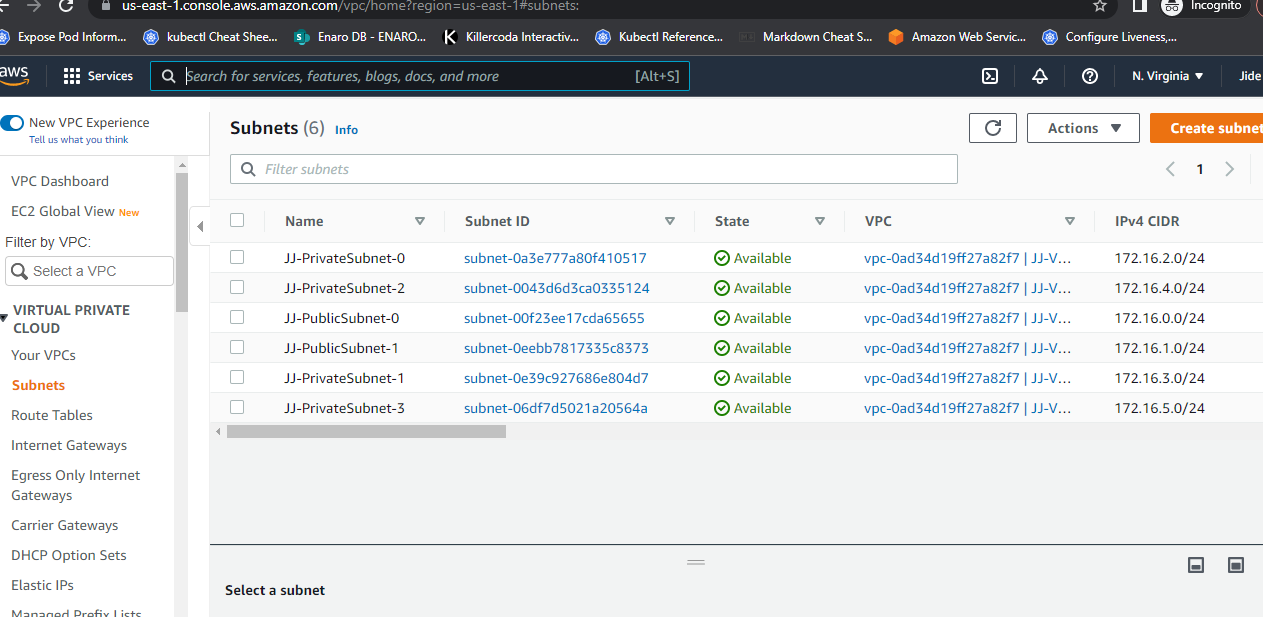 us-east-1.console.aws.amazon.com/vpc/home?region=us-east-1#subnets:
Incognito
Expose Pod Inform...
kubectl Cheat Shee...
Enaro DB - ENARO...
Killercoda Interactiv...
Kubectl Reference...
Markdown Cheat S...
Amazon Web Servic...
Configure Liveness,...
aws
Services
Search for services, features, blogs, docs, and more
[Alt+S]
N. Virginia
Jide
New VPC Experience
Tell us what you think
VPC Dashboard
EC2 Global View New
Filter by VPC:
Select a VPC
VIRTUAL PRIVATE
CLOUD
Your VPCs
Subnets
Route Tables
Internet Gateways
Egress Only Internet
Gateways
Carrier Gateways
DHCP Option Sets
Elastic IPs
Managed Prefix Lists
Subnets (6) Info
Actions
Create subnet
Filter subnets
1
Name Subnet ID State VPC IPv4 CIDR
JJ-PrivateSubnet-0 subnet-0a3e777a80f410517 Available vpc-0ad34d19ff27a82f7 | JJ-V... 172.16.2.0/24
JJ-PrivateSubnet-2 subnet-0043d6d3ca0335124 Available vpc-0ad34d19ff27a82f7 | JJ-V... 172.16.4.0/24
JJ-PublicSubnet-0 subnet-00f23ee17cda65655 Available vpc-0ad34d19ff27a82f7 | JJ-V... 172.16.0.0/24
JJ-PublicSubnet-1 subnet-0eebb7817335c8373 Available vpc-0ad34d19ff27a82f7 | JJ-V... 172.16.1.0/24
JJ-PrivateSubnet-1 subnet-0e39c927686e804d7 Available vpc-0ad34d19ff27a82f7 | JJ-V... 172.16.3.0/24
JJ-PrivateSubnet-3 subnet-06df7d5021a20564a Available vpc-0ad34d19ff27a82f7 | JJ-V... 172.16.5.0/24
Select a subnet